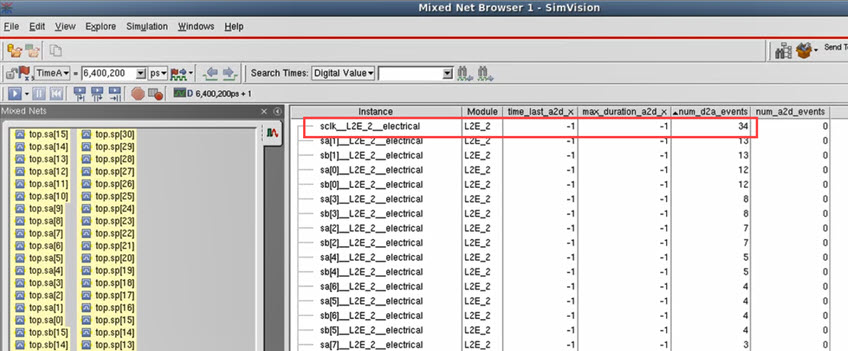 Mixed Net Browser 1 - SimVision
File Edit View Explore Simulation Windows Help
Send To
TimeA = 6,400,200 ps Search Times: Digital Value
6,400,200ps + 1
Mixed Nets
Instance Module time_last_a2d_x max_duration_a2d_x num_d2a_events num_a2d_events
top.sa[15] top.sp[30] sclk__L2E_2__electrical L2E_2 -1 -1 34 0
top.sa[14] top.sp[29] sa[1]__L2E_2__electrical L2E_2 -1 -1 13 0
top.sa[13] top.sp[28] sb[1]__L2E_2__electrical L2E_2 -1 -1 13 0
top.sa[12] top.sp[27] sa[0]__L2E_2__electrical L2E_2 -1 -1 12 0
top.sa[11] top.sp[26] sb[0]__L2E_2__electrical L2E_2 -1 -1 12 0
top.sa[10] top.sp[25] sa[3]__L2E_2__electrical L2E_2 -1 -1 8 0
top.sa[9] top.sp[24] sb[3]__L2E_2__electrical L2E_2 -1 -1 8 0
top.sa[8] top.sp[23] sa[2]__L2E_2__electrical L2E_2 -1 -1 7 0
top.sa[7] top.sp[22] sb[2]__L2E_2__electrical L2E_2 -1 -1 7 0
top.sa[6] top.sp[21] sa[4]__L2E_2__electrical L2E_2 -1 -1 5 0
top.sa[5] top.sp[20] sb[4]__L2E_2__electrical L2E_2 -1 -1 5 0
top.sa[4] top.sp[19] sa[6]__L2E_2__electrical L2E_2 -1 -1 4 0
top.sa[3] top.sp[18] sa[5]__L2E_2__electrical L2E_2 -1 -1 4 0
top.sa[2] top.sp[17] sb[6]__L2E_2__electrical L2E_2 -1 -1 4 0
top.sa[1] top.sp[16] sb[5]__L2E_2__electrical L2E_2 -1 -1 4 0
top.sa[0] top.sp[15] sa[7]__L2E_2__electrical L2E_2 -1 -1 3 0
top.sb[15] top.sp[14]
top.sb[14] top.sp[13]